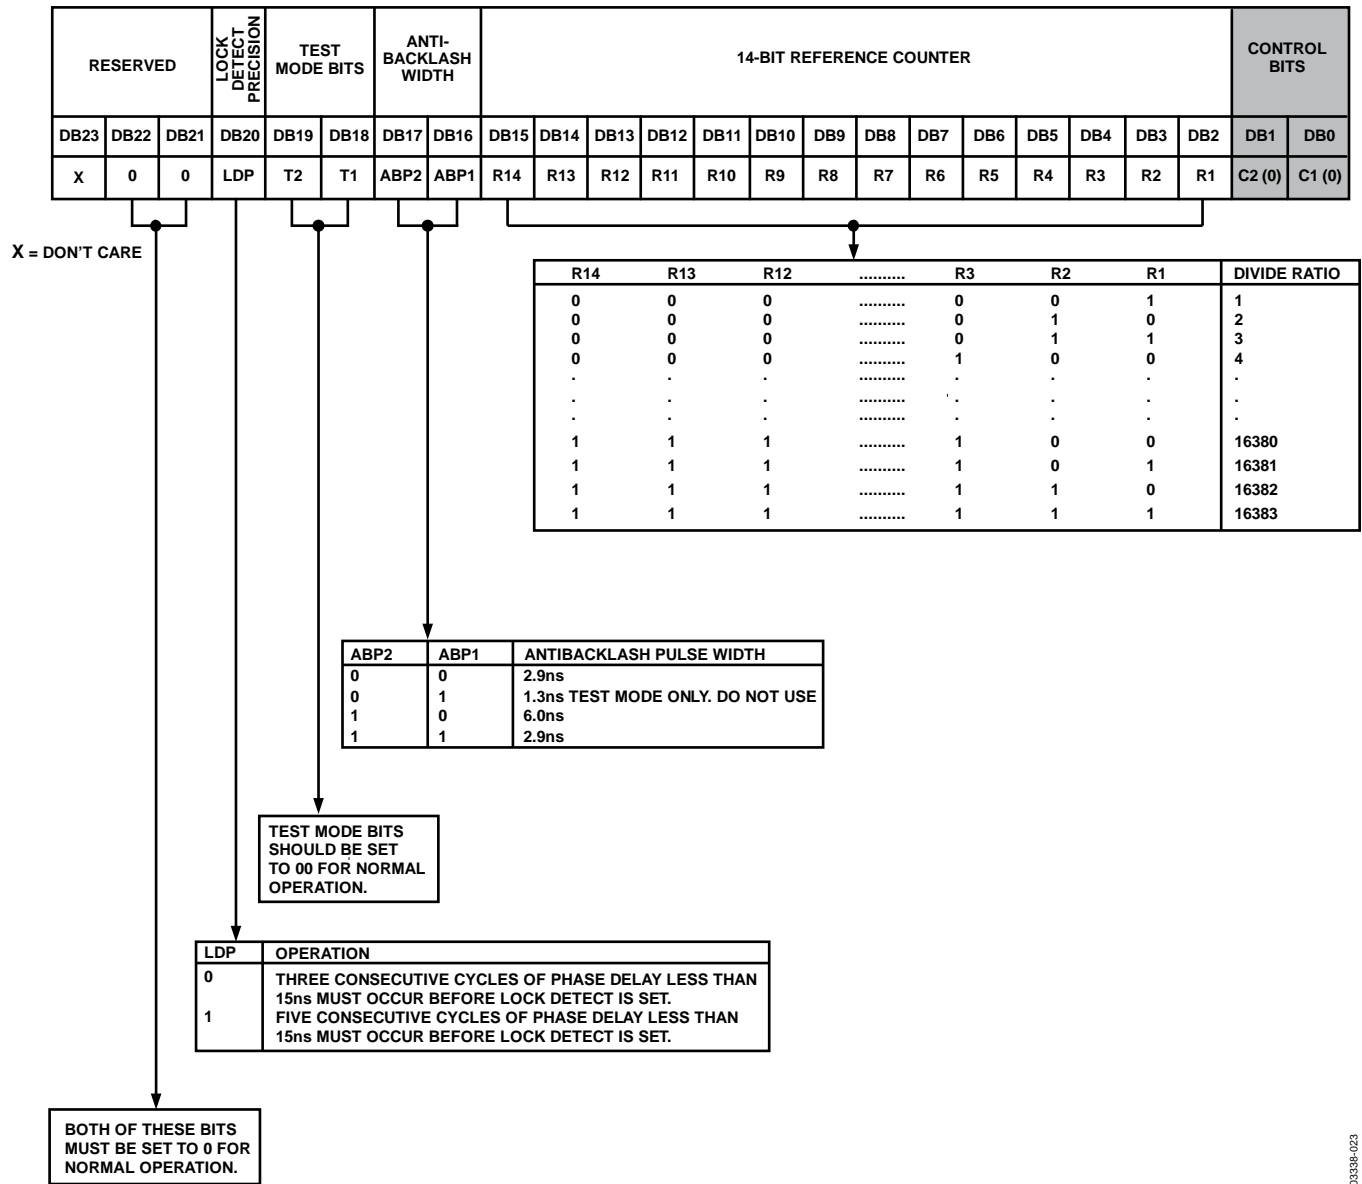 RESERVED
LOCK
DETECT
PRECISION
TEST
MODE BITS
ANTI-
BACKLASH
WIDTH
14-BIT REFERENCE COUNTER
CONTROL
BITS
DB23 DB22 DB21 DB20 DB19 DB18 DB17 DB16 DB15 DB14 DB13 DB12 DB11 DB10 DB9 DB8 DB7 DB6 DB5 DB4 DB3 DB2 DB1 DB0
X 0 0 LDP T2 T1 ABP2 ABP1 R14 R13 R12 R11 R10 R9 R8 R7 R6 R5 R4 R3 R2 R1 C2 (0) C1 (0)
X = DON'T CARE
R14 R13 R12 .......... R3 R2 R1 DIVIDE RATIO
0 0 0 .......... 0 0 1 1
0 0 0 .......... 0 1 0 2
0 0 0 .......... 0 1 1 3
0 0 0 .......... 1 0 0 4
. . . .......... . . . .
. . . .......... . . . .
. . . .......... . . . .
1 1 1 .......... 1 0 0 16380
1 1 1 .......... 1 0 1 16381
1 1 1 .......... 1 1 0 16382
1 1 1 .......... 1 1 1 16383
ABP2 ABP1 ANTIBACKLASH PULSE WIDTH
0 0 2.9ns
0 1 1.3ns TEST MODE ONLY. DO NOT USE
1 0 6.0ns
1 1 2.9ns
TEST MODE BITS
SHOULD BE SET
TO 00 FOR NORMAL
OPERATION.
LDP OPERATION
0 THREE CONSECUTIVE CYCLES OF PHASE DELAY LESS THAN
15ns MUST OCCUR BEFORE LOCK DETECT IS SET.
1 FIVE CONSECUTIVE CYCLES OF PHASE DELAY LESS THAN
15ns MUST OCCUR BEFORE LOCK DETECT IS SET.
BOTH OF THESE BITS
MUST BE SET TO 0 FOR
NORMAL OPERATION.
03338-023